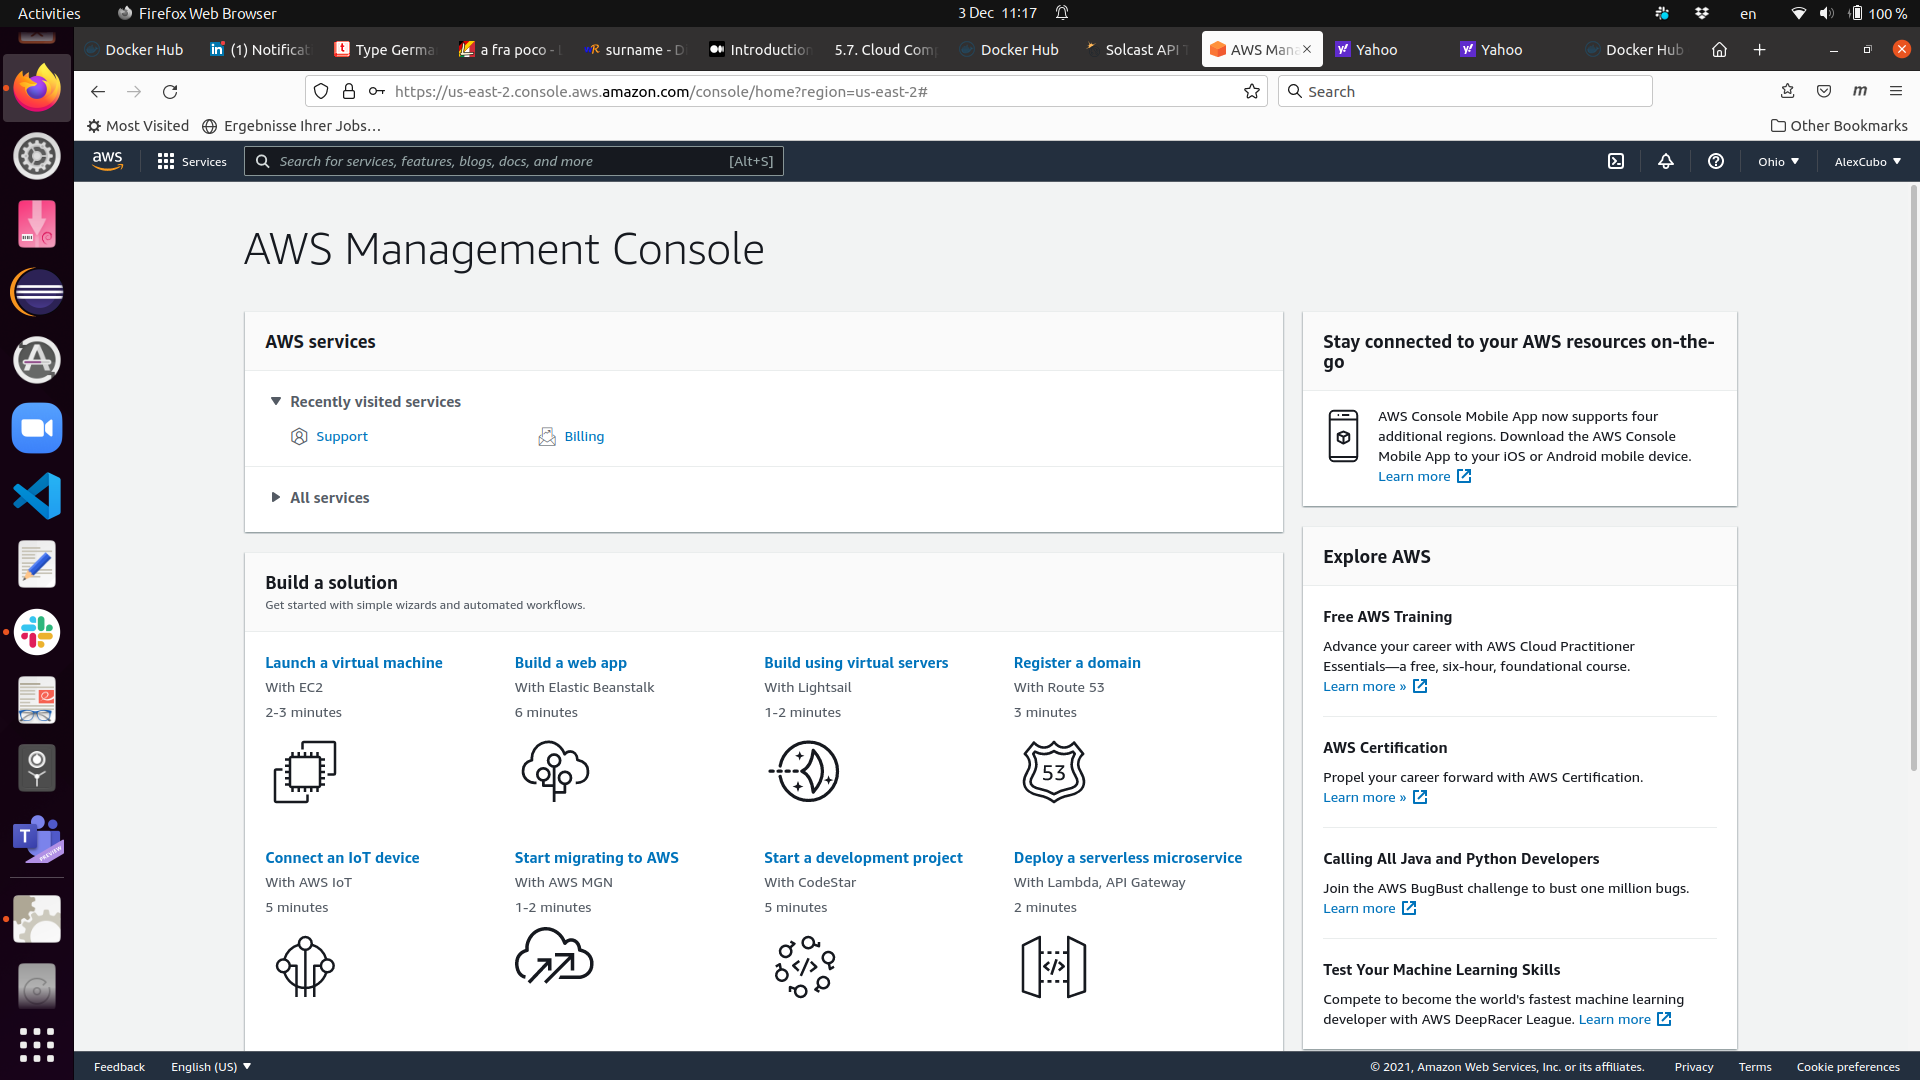 Activities
Firefox Web Browser
3 Dec 11:17
en
100 %
Docker Hub
(1) Notificat
Type Germa
a fra poco - L
surname - Di
Introduction
5.7. Cloud Comp
Docker Hub
Solcast API T
AWS Mana
Yahoo
Yahoo
Docker Hub
https://us-east-2.console.aws.amazon.com/console/home?region=us-east-2#
Search
m
Most Visited
Ergebnisse Ihrer Jobs…
Other Bookmarks
aws
Services
Search for services, features, blogs, docs, and more
[Alt+S]
Ohio
AlexCubo
AWS Management Console
AWS services
Recently visited services
Support
Billing
All services
Build a solution
Get started with simple wizards and automated workflows.
Launch a virtual machine
With EC2
2-3 minutes
Build a web app
With Elastic Beanstalk
6 minutes
Build using virtual servers
With Lightsail
1-2 minutes
Register a domain
With Route 53
3 minutes
53
Connect an IoT device
With AWS IoT
5 minutes
Start migrating to AWS
With AWS MGN
1-2 minutes
Start a development project
With CodeStar
5 minutes
</>
Deploy a serverless microservice
With Lambda, API Gateway
2 minutes
</>
Stay connected to your AWS resources on-the-
go
AWS Console Mobile App now supports four
additional regions. Download the AWS Console
Mobile App to your iOS or Android mobile device.
Learn more
Explore AWS
Free AWS Training
Advance your career with AWS Cloud Practitioner
Essentials—a free, six-hour, foundational course.
Learn more »
AWS Certification
Propel your career forward with AWS Certification.
Learn more »
Calling All Java and Python Developers
Join the AWS BugBust challenge to bust one million bugs.
Learn more
Test Your Machine Learning Skills
Compete to become the world's fastest machine learning
developer with AWS DeepRacer League. Learn more
Feedback
English (US)
© 2021, Amazon Web Services, Inc. or its affiliates.
Privacy
Terms
Cookie preferences